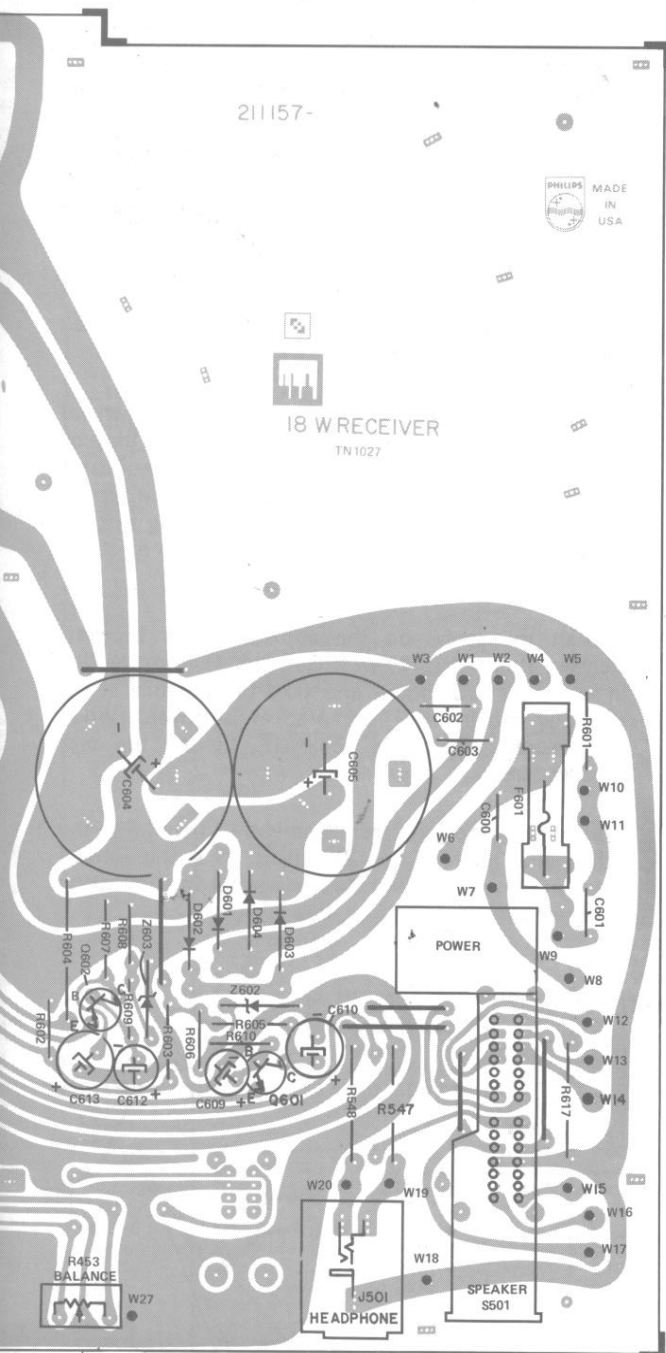 211157-
PHILIPS
MADE
IN
USA
18 W RECEIVER
TN1027
W3
W1
W2
W4
W5
C602
C603
R601
C604
C605
F601
W10
W11
C600
W6
W7
C601
POWER
W9
W8
R604
R607
R608
Z603
D602
D601
D604
D603
Q602
B
C
E
R602
R609
R603
Z602
R606
R605
R610
C610
B
C
E
Q601
C613
C612
C609
R548
R547
W12
W13
W14
R617
W20
W19
W15
W16
W17
W18
R453
BALANCE
W27
J501
HEADPHONE
SPEAKER
S501